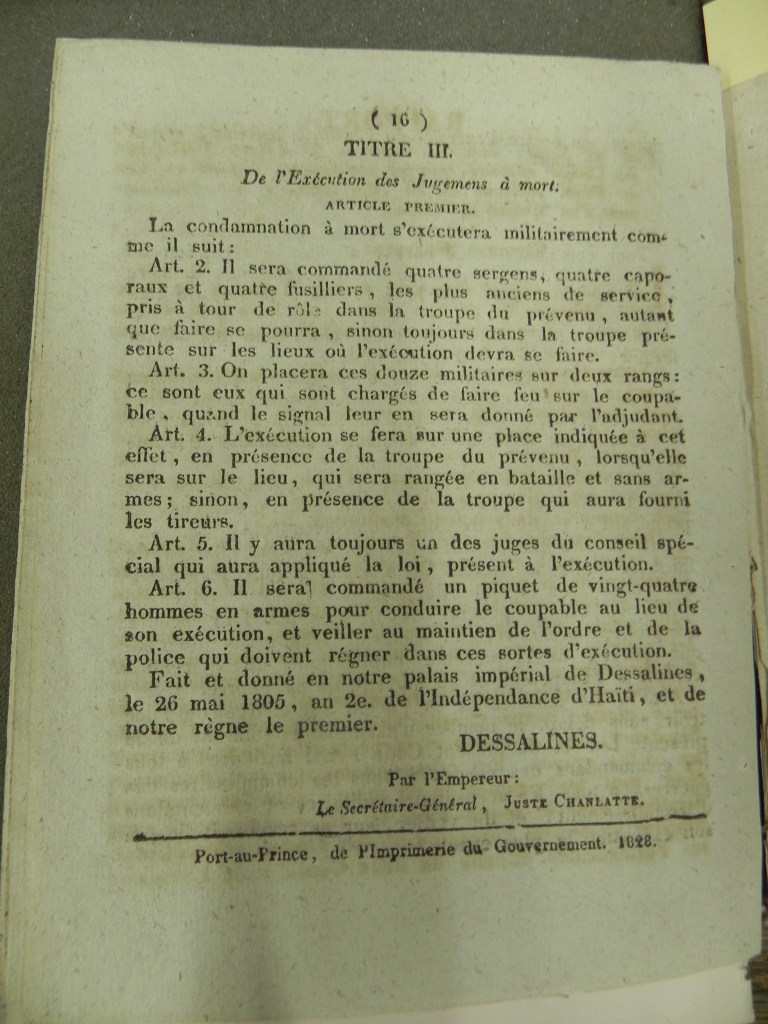 ( 16 )
TITRE III.
De l'Exécution des Jugemens à mort.
ARTICLE PREMIER.
La condamnation à mort s'exécutera militairement com-
me il suit :
Art. 2. Il sera commandé quatre sergens, quatre capo-
raux et quatre fusilliers, les plus anciens de service,
pris à tour de rôle dans la troupe du prévenu, autant
que faire se pourra, sinon toujours dans la troupe pré-
sente sur les lieux où l'exécution devra se faire.
Art. 3. On placera ces douze militaires sur deux rangs:
ce sont eux qui sont chargés de faire feu sur le coupa-
ble, quand le signal leur en sera donné par l'adjudant.
Art. 4. L'exécution se fera sur une place indiquée à cet
effet, en présence de la troupe du prévenu, lorsqu'elle
sera sur le lieu, qui sera rangée en bataille et sans ar-
mes; sinon, en présence de la troupe qui aura fourni
les tireurs.
Art. 5. Il y aura toujours un des juges du conseil spé-
cial qui aura appliqué la loi, présent à l'exécution.
Art. 6. Il sera commandé un piquet de vingt-quatre
hommes en armes pour conduire le coupable au lieu de
son exécution, et veiller au maintien de l'ordre et de la
police qui doivent régner dans ces sortes d'exécution.
Fait et donné en notre palais impérial de Dessalines,
le 26 mai 1805, an 2e. de l'Indépendance d'Haïti, et de
notre règne le premier.
DESSALINES.
Par l'Empereur:
Le Secrétaire-Général, JUSTE CHANLATTE.
Port-au-Prince, de l'Imprimerie du Gouvernement. 1828.